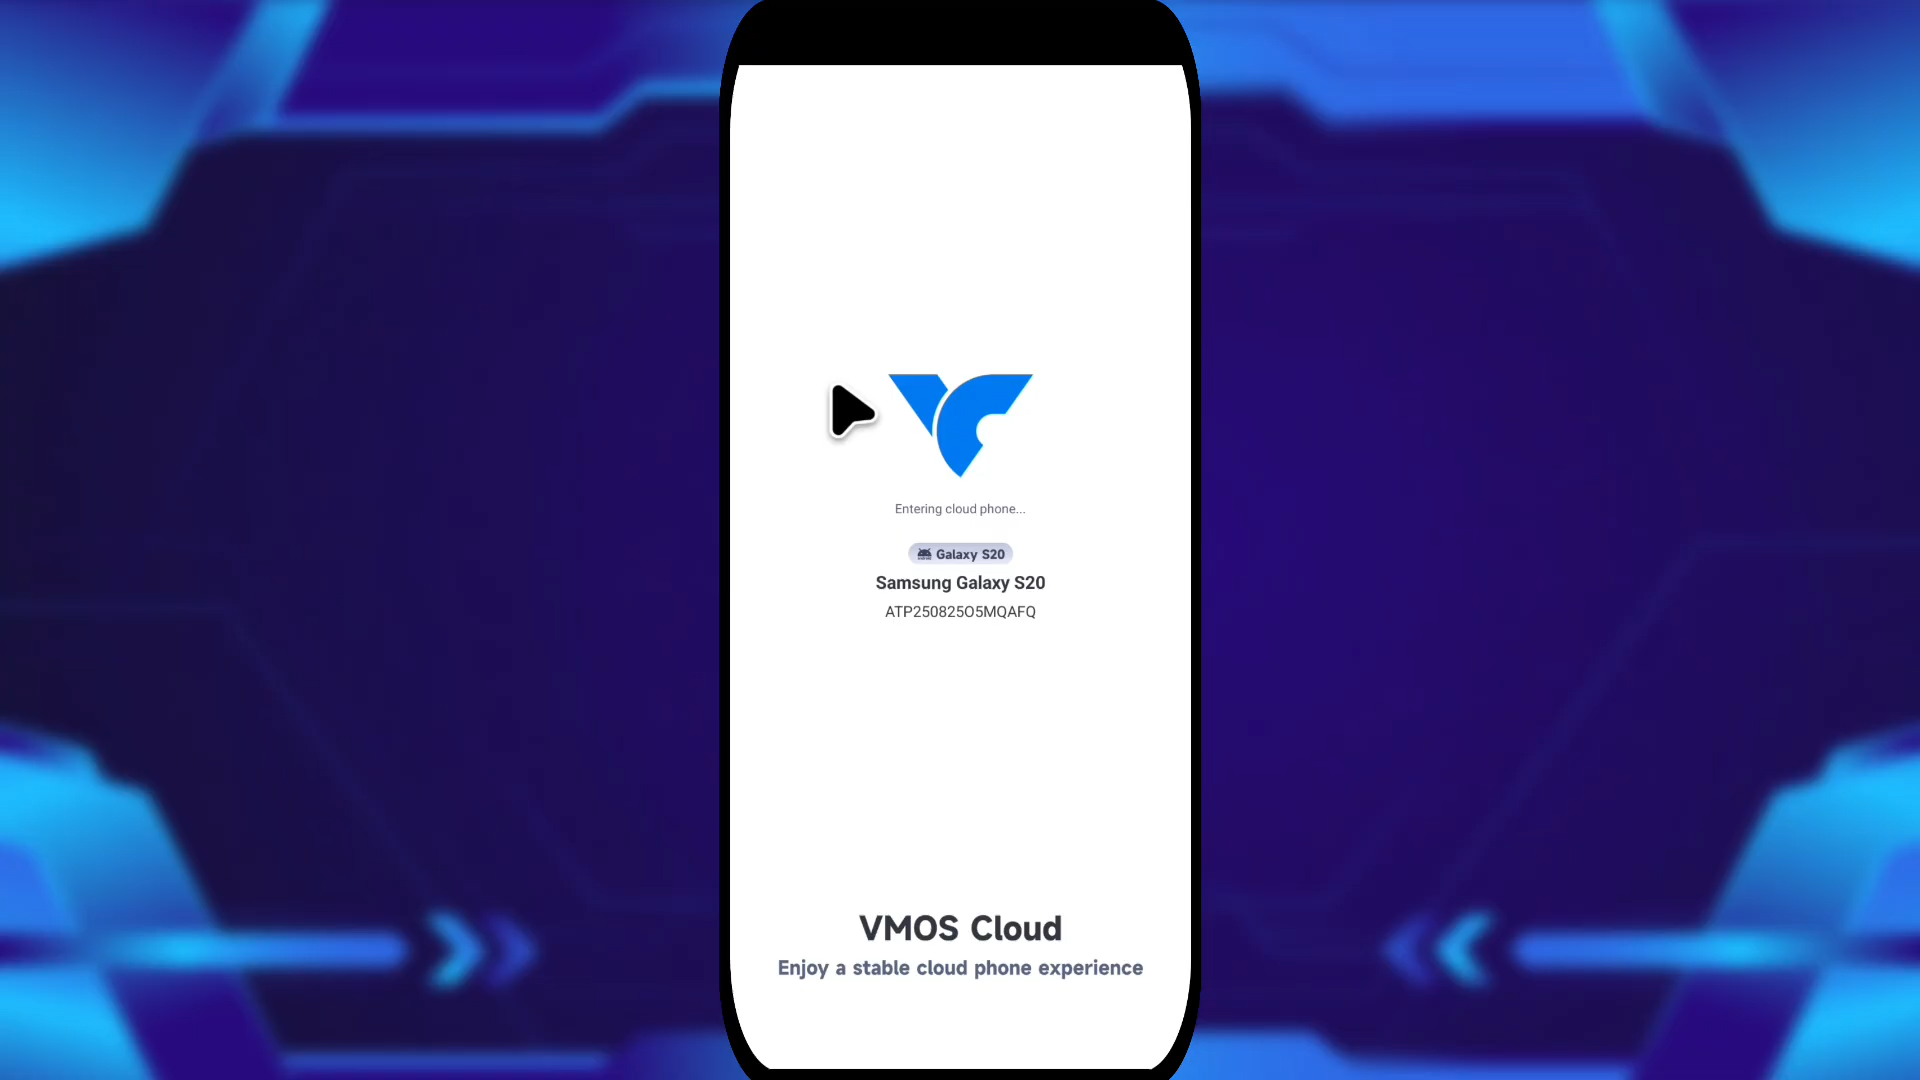 Entering cloud phone...
Galaxy S20
Samsung Galaxy S20
ATP250825O5MQAFQ
VMOS Cloud
Enjoy a stable cloud phone experience